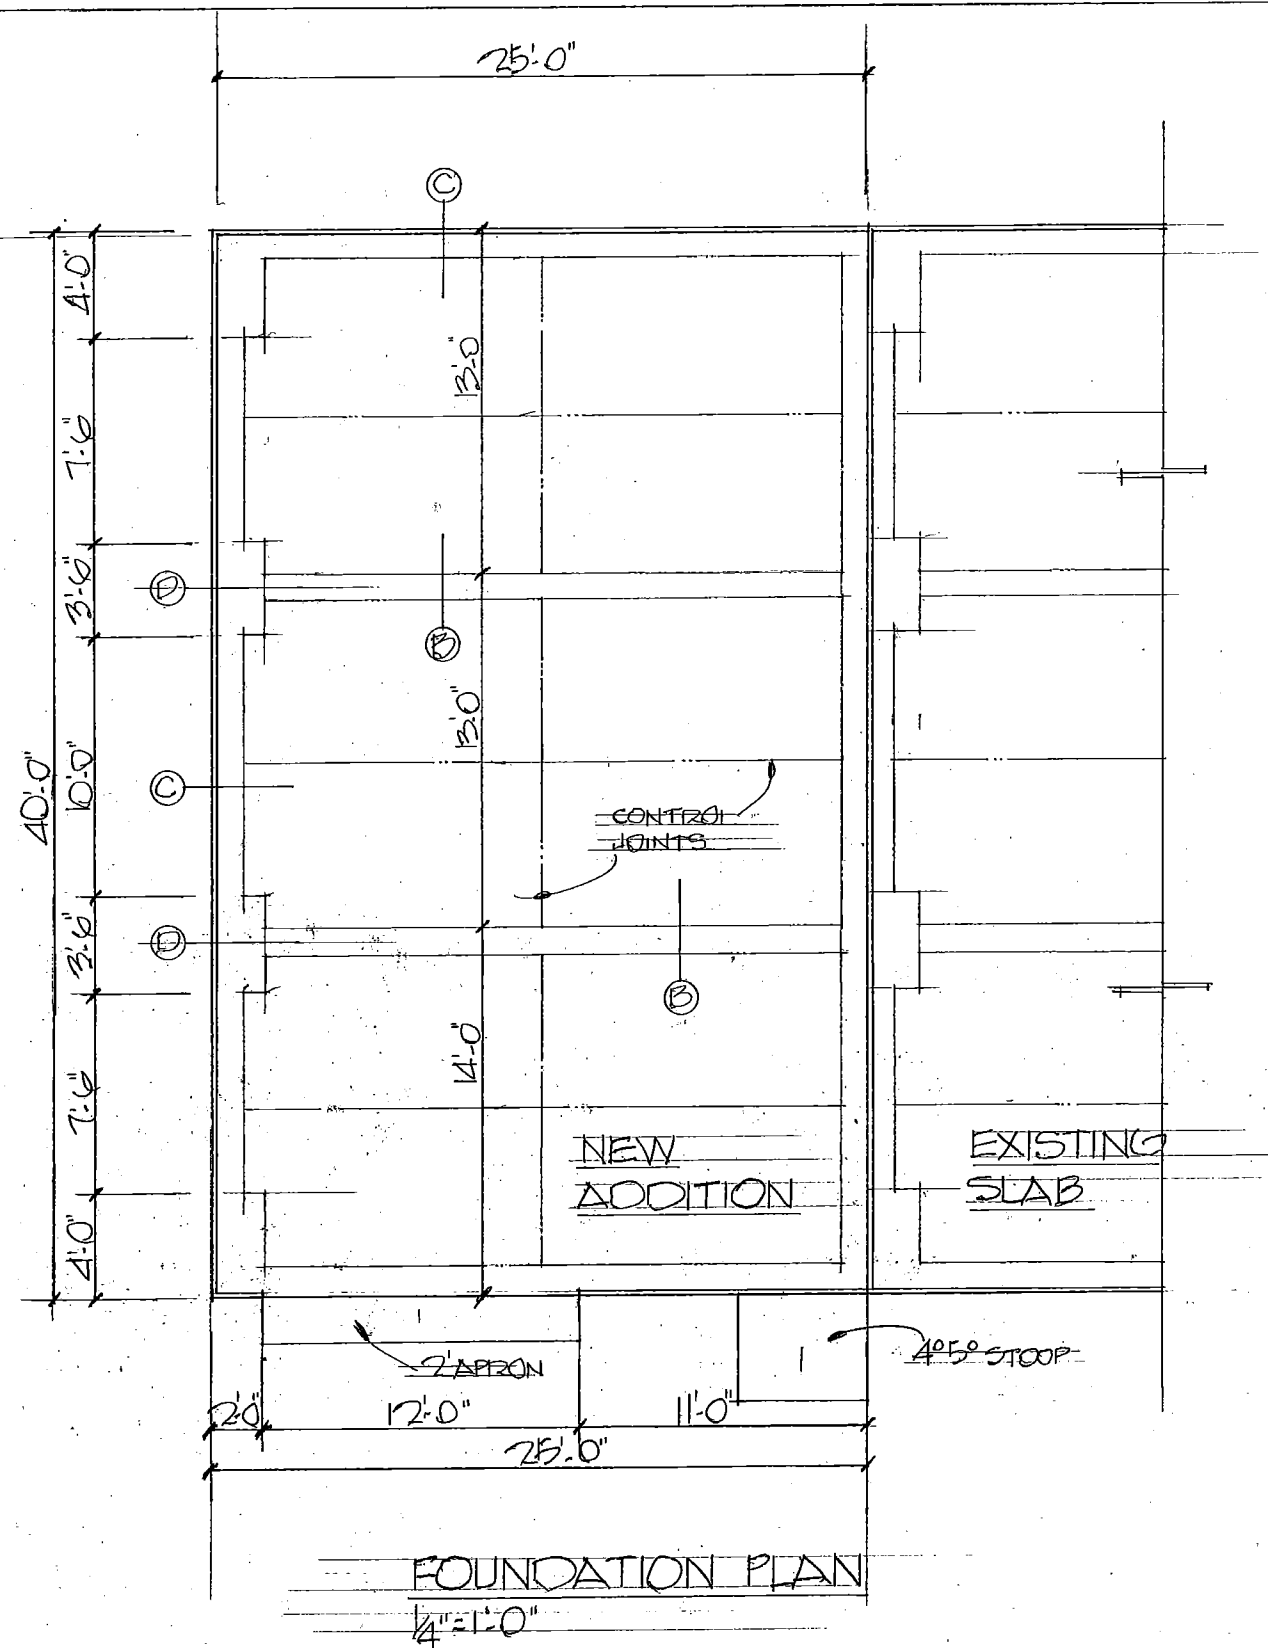 25'-0"
C
4'-0"
13'-0"
7'-6"
3'-6"
D
B
13'-0"
40'-0"
10'-0"
C
CONTROL
JOINTS
3'-6"
D
B
14'-0"
7'-6"
NEW
ADDITION
EXISTING
SLAB
4'-0"
2' APRON
4⁰5⁰ STOOP
2'-0"
12'-0"
11'-0"
25'-0"
FOUNDATION PLAN
1/4"=1'-0"